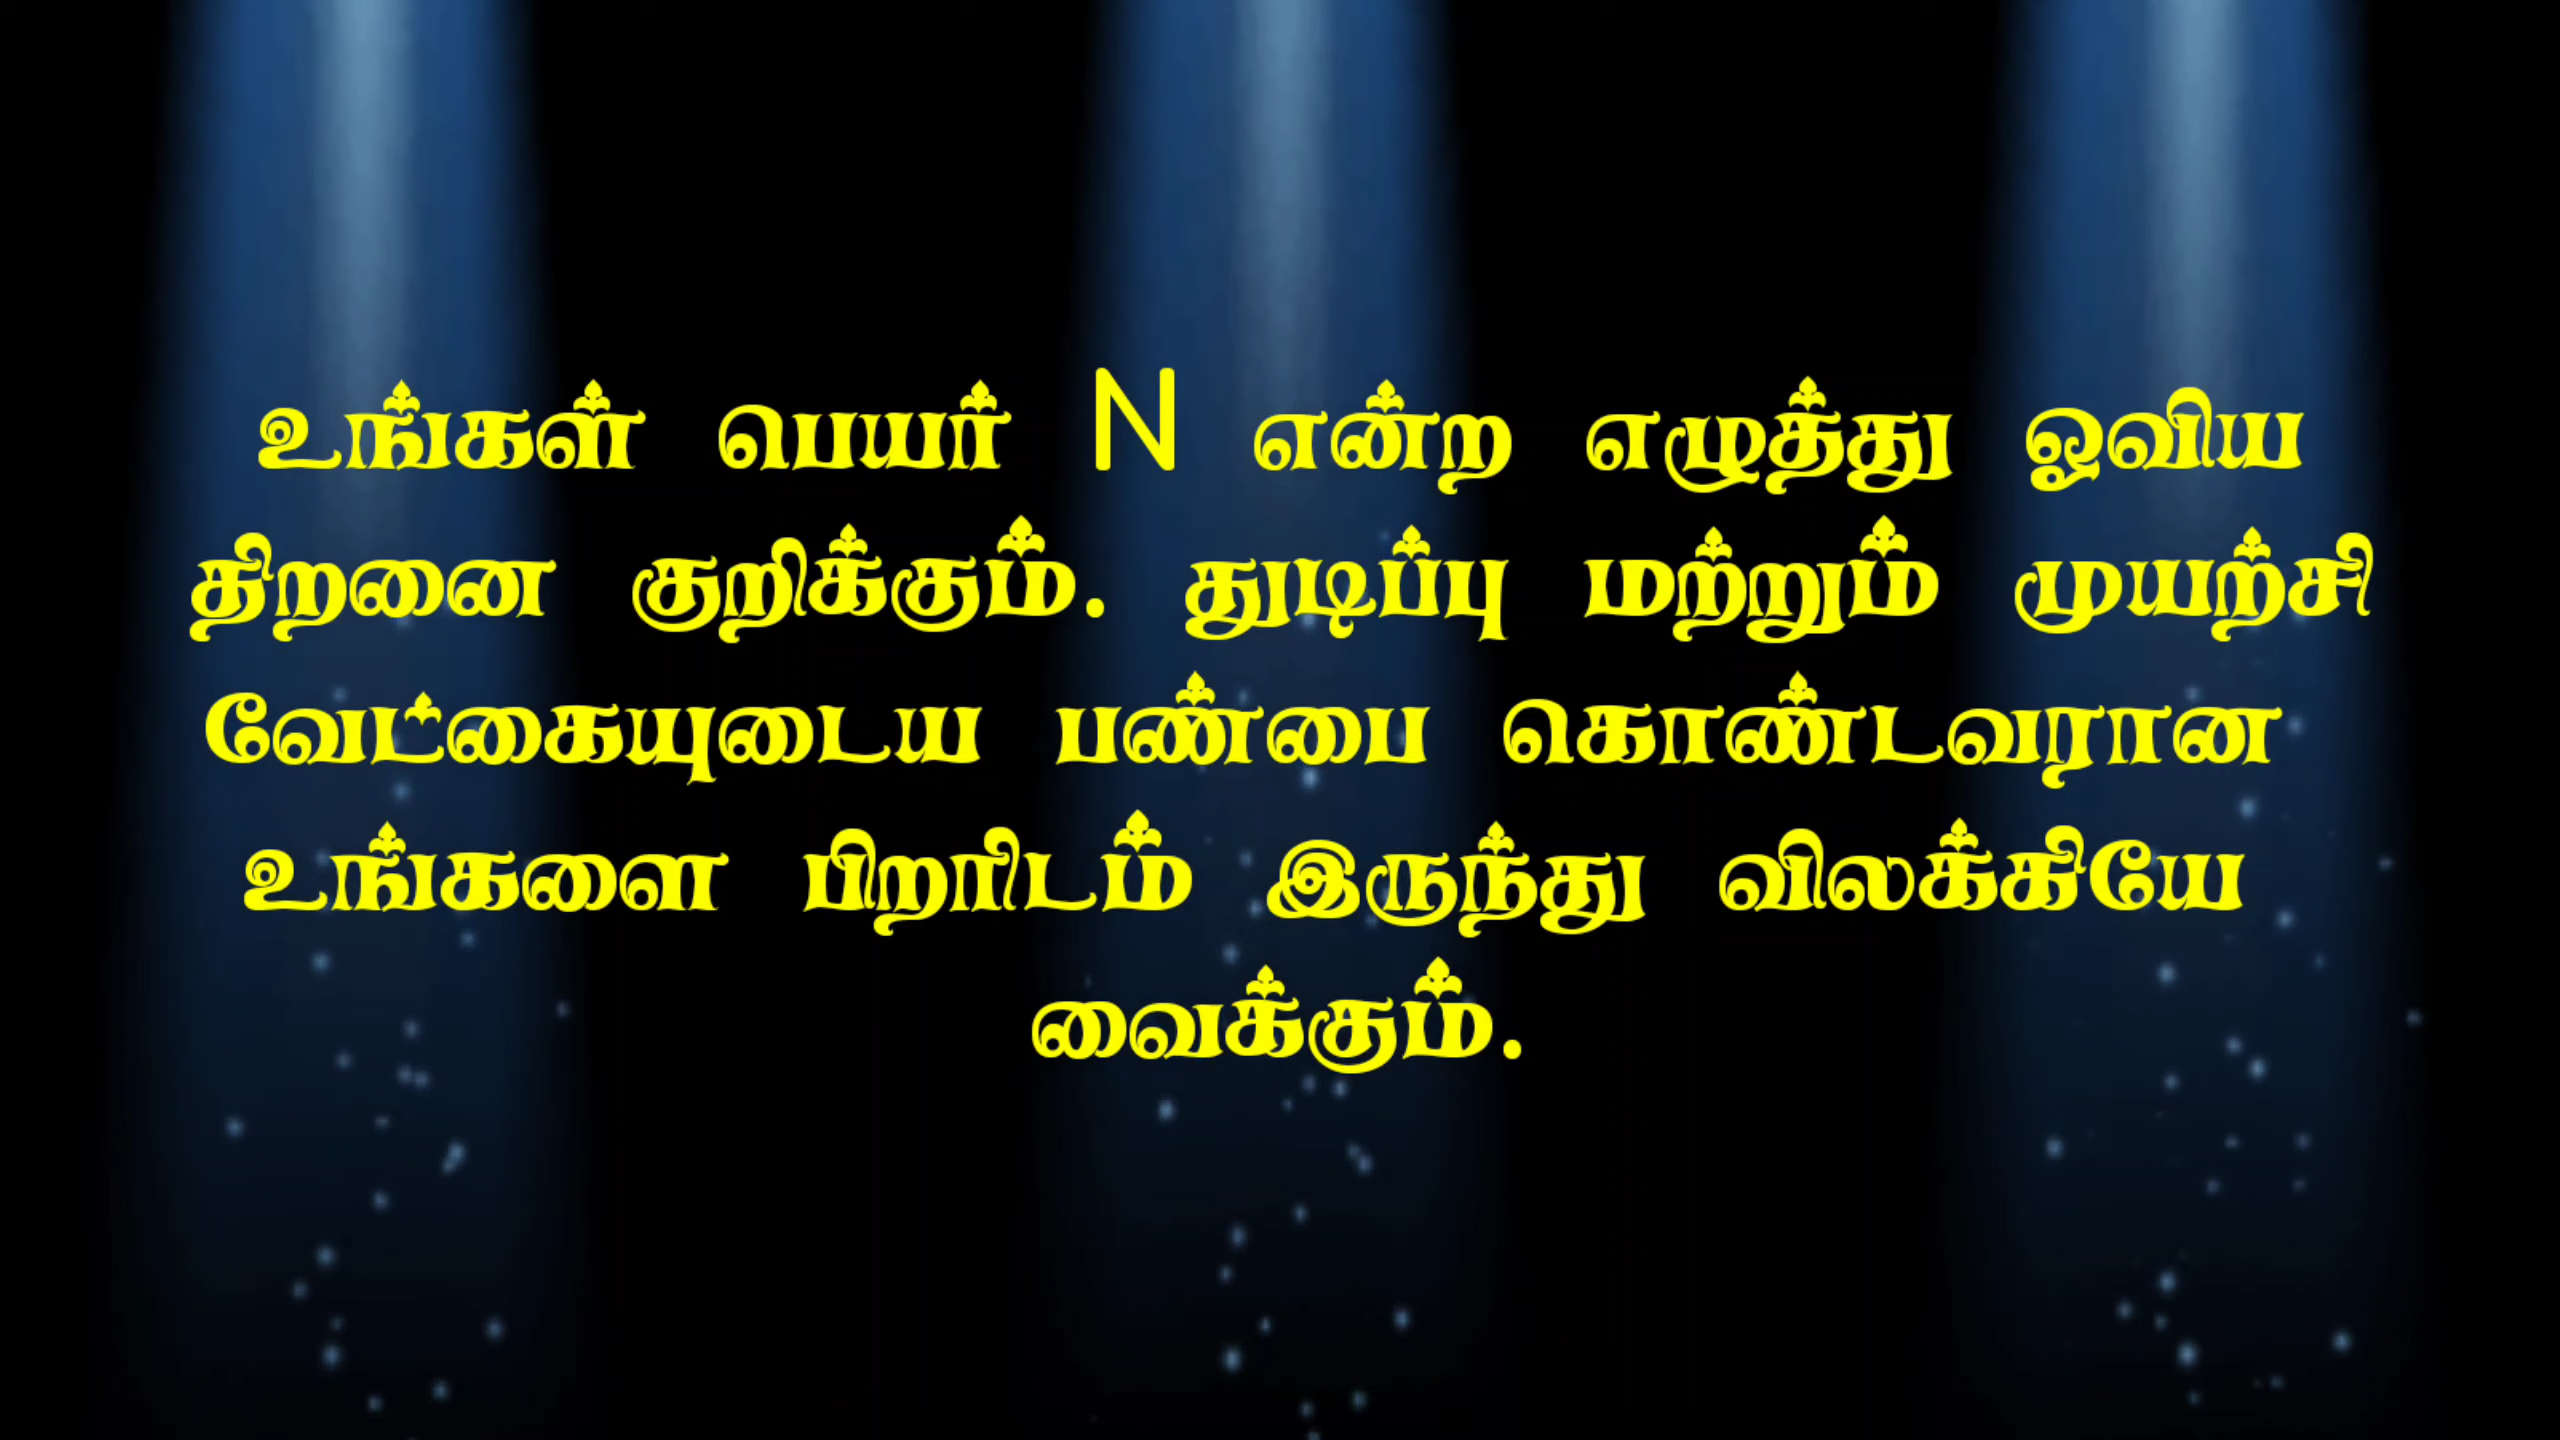 உங்கள் பெயர் N என்ற எழுத்து ஓவிய
திறனை குறிக்கும். துடிப்பு மற்றும் முயற்சி
வேட்கையுடைய பண்பை கொண்டவரான
உங்களை பிறரிடம் இருந்து விலக்கியே
வைக்கும்.